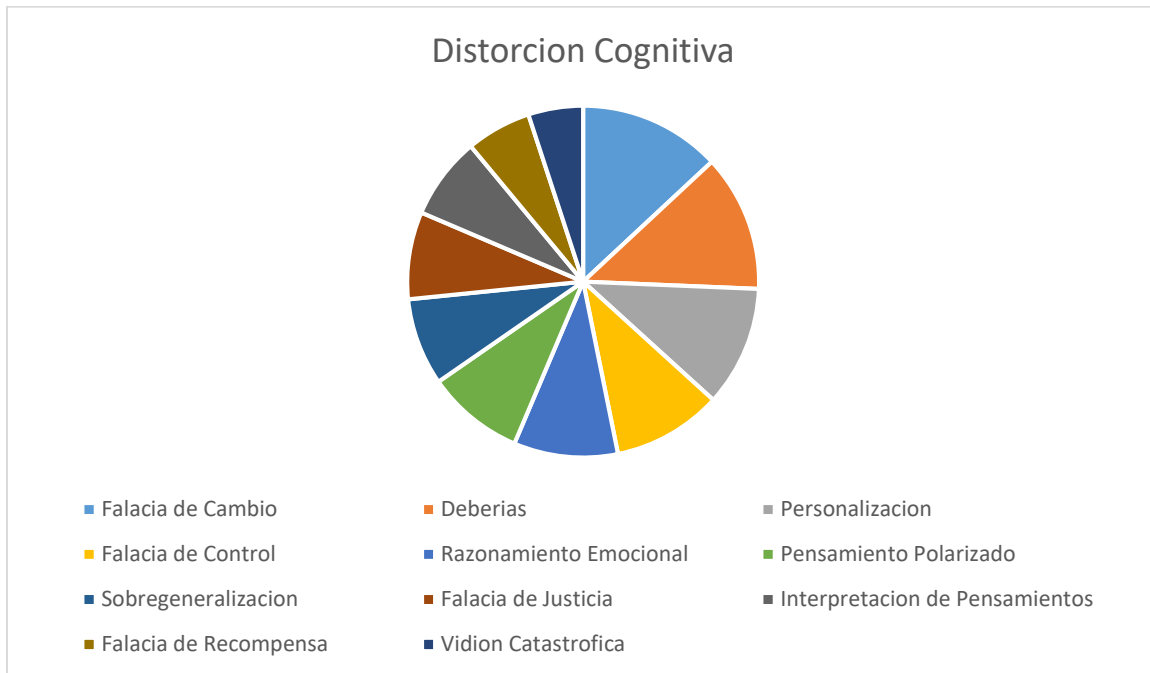 Distorcion Cognitiva
Falacia de Cambio
Deberias
Personalizacion
Falacia de Control
Razonamiento Emocional
Pensamiento Polarizado
Sobregeneralizacion
Falacia de Justicia
Interpretacion de Pensamientos
Falacia de Recompensa
Vidion Catastrofica